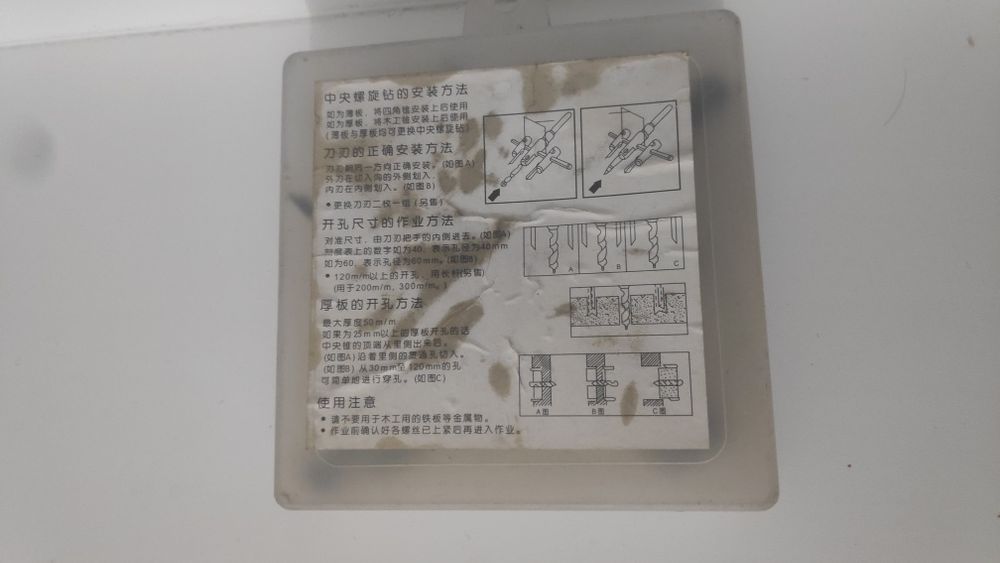 中央螺旋钻的安装方法
如为薄板，将四角锥安装上后使用
如为厚板，将木工锥安装上后使用
（薄板与厚板均可更换中央螺旋钻）
刀刃的正确安装方法
刃刃朝同一方向正确安装。（如图A）
外刃在切入向的外侧划入，
内刃在内侧划入。（如图B）
• 更换刀刃二枚一组（另售）
开孔尺寸的作业方法
对准尺寸，由刀刃把手的内侧进去。（如图A）
刻度表上的数字如为40，表示孔径为40mm
如为60，表示孔径为60mm。（如图B）
• 120m/m以上的开孔，用长杆（另售）
（用于200m/m，300m/m。）
A B C
厚板的开孔方法
最大厚度50m/m
如果为25mm以上的厚板开孔的话
中央锥的顶端从里侧出来后。
（如图A）沿着里侧的贯通孔切入。
（如图B）从30mm至120mm的孔
可简单地进行穿孔。（如图C）
A图 B图 C图
使用注意
• 请不要用于木工用的铁板等金属物。
• 作业前确认好各螺丝已上紧后再进入作业。